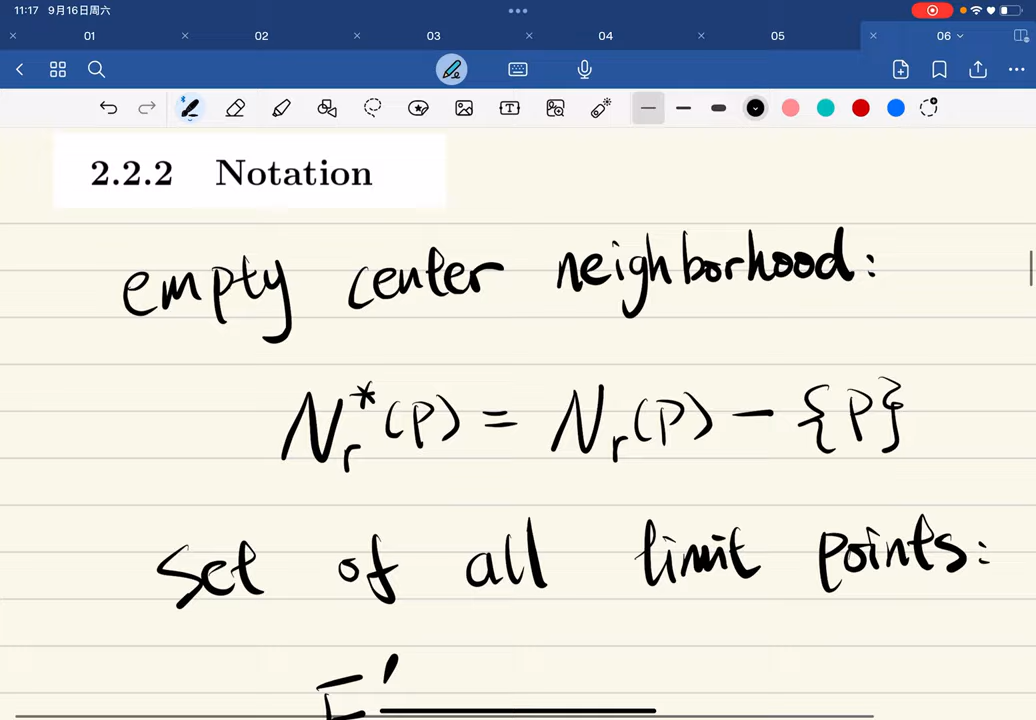 11:17 9月16日周六
01 02 03 04 05 06
2.2.2 Notation
empty center neighborhood:
N*r(p) = Nr(p) − {p}
set of all limit points:
E'